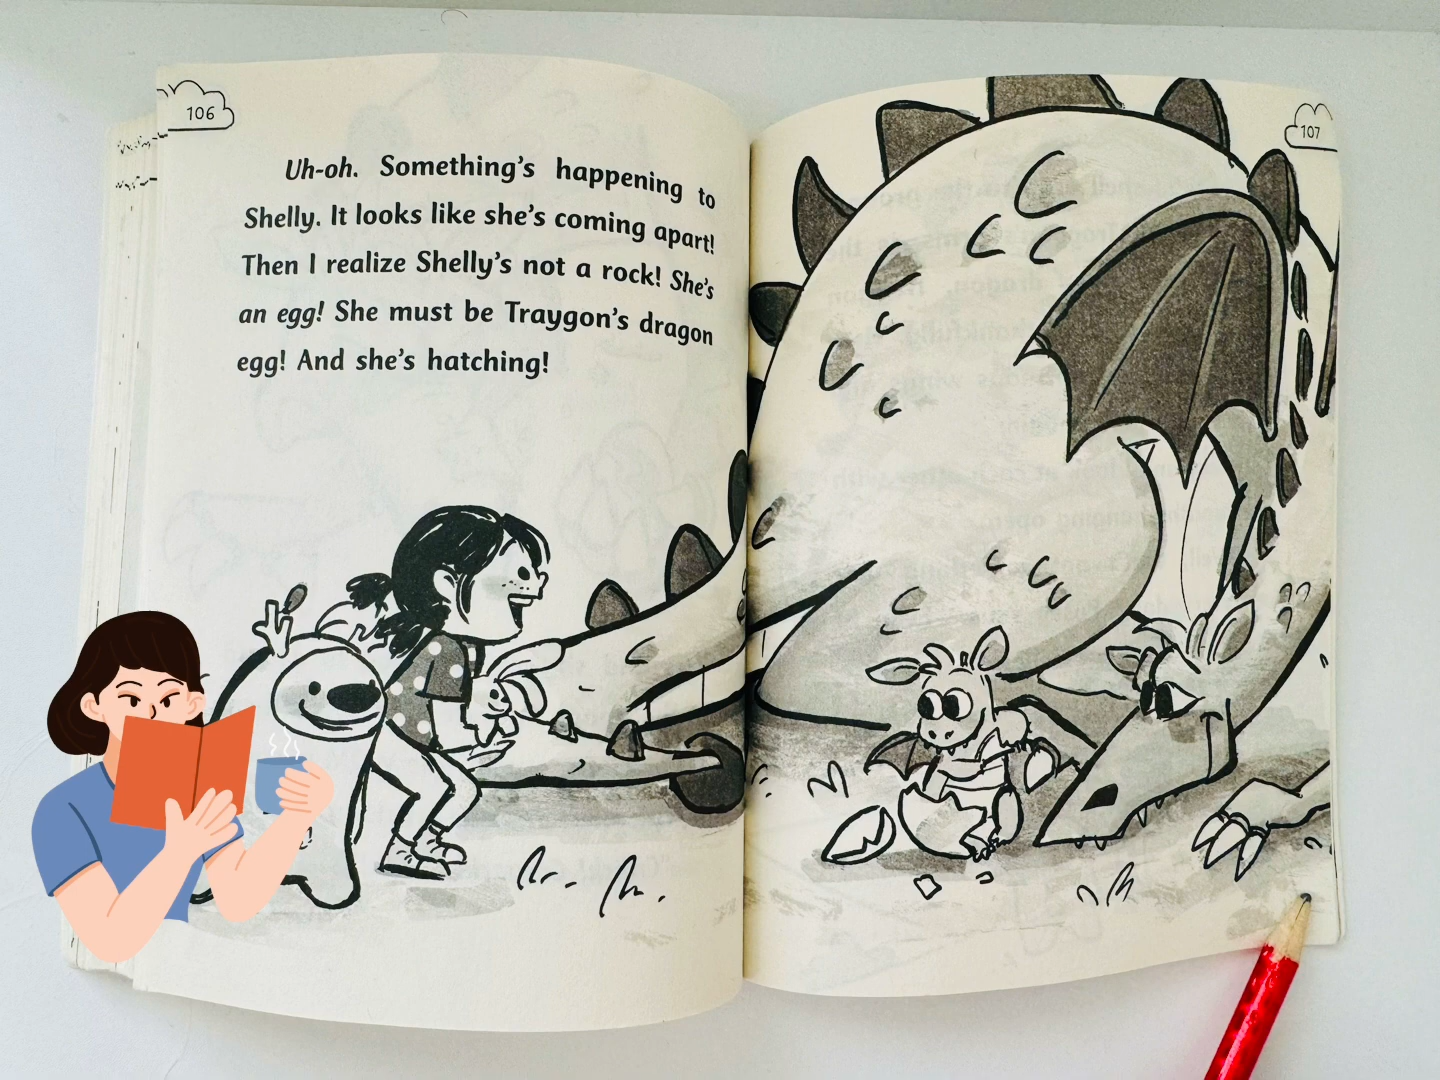 106
Uh-oh. Something's happening to
Shelly. It looks like she's coming apart!
Then I realize Shelly's not a rock! She's
an egg! She must be Traygon's dragon
egg! And she's hatching!
107